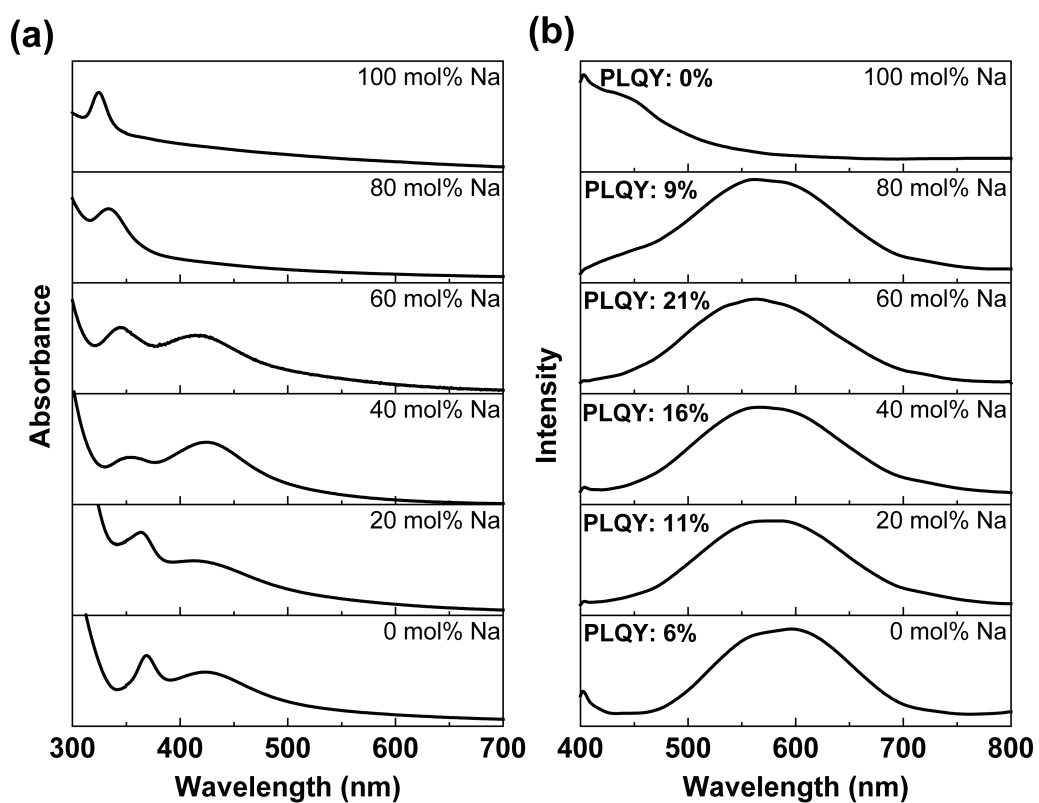 (a)
100 mol% Na
80 mol% Na
60 mol% Na
40 mol% Na
20 mol% Na
0 mol% Na
Absorbance
300 400 500 600 700
Wavelength (nm)
(b)
PLQY: 0% 100 mol% Na
PLQY: 9% 80 mol% Na
PLQY: 21% 60 mol% Na
PLQY: 16% 40 mol% Na
PLQY: 11% 20 mol% Na
PLQY: 6% 0 mol% Na
Intensity
400 500 600 700 800
Wavelength (nm)